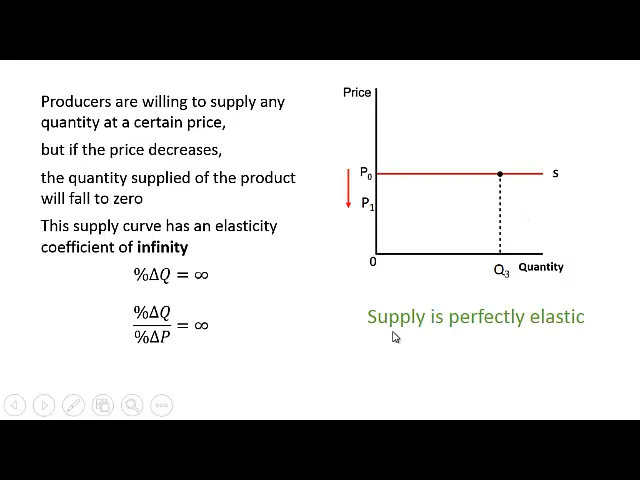 Producers are willing to supply any
quantity at a certain price,
but if the price decreases,
the quantity supplied of the product
will fall to zero
This supply curve has an elasticity
coefficient of infinity
%ΔQ = ∞
%ΔQ
%ΔP = ∞
Price
P₀
S
P₁
0
Q₃
Quantity
Supply is perfectly elastic